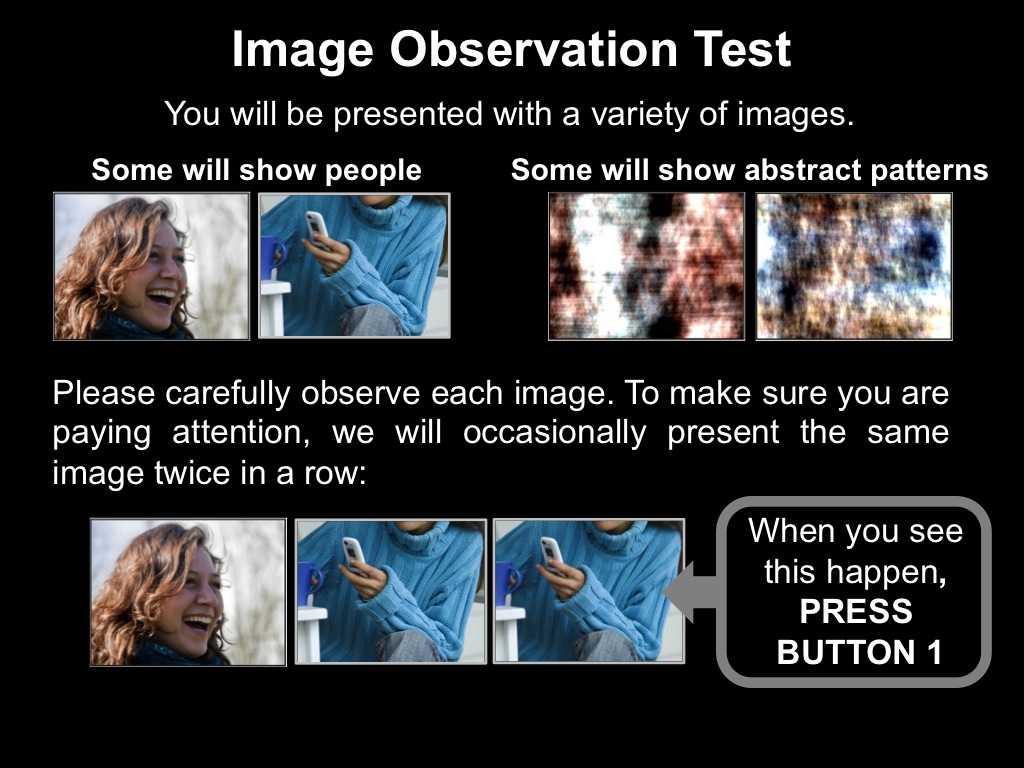 Image Observation Test
You will be presented with a variety of images.
Some will show people
Some will show abstract patterns
Please carefully observe each image. To make sure you are
paying attention, we will occasionally present the same
image twice in a row:
When you see
this happen,
PRESS
BUTTON 1